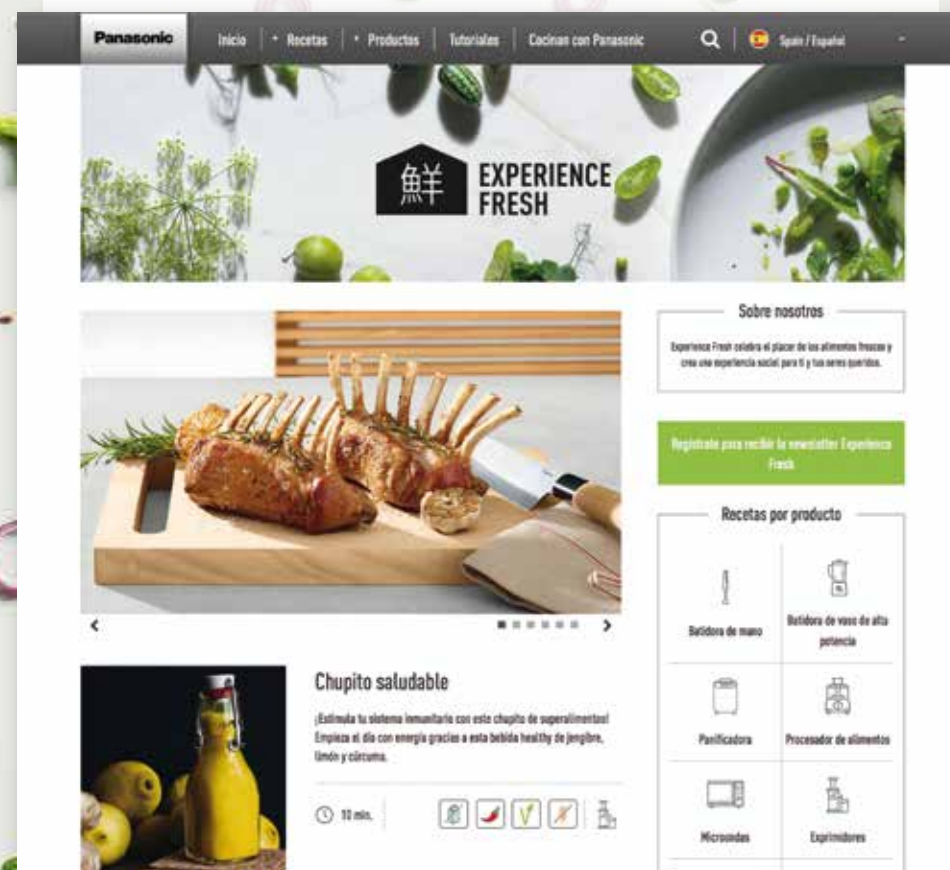 Panasonic
Inicio
Recetas
Productos
Tutoriales
Cocinan con Panasonic
Spain / Español
鮮
EXPERIENCE
FRESH
Sobre nosotros
Experience Fresh celebra el placer de los alimentos frescos y
crea una experiencia social para ti y tus seres queridos.
Regístrate para recibir la newsletter Experience
Fresh
Recetas por producto
Batidora de mano
Batidora de vaso de alta
potencia
Panificadora
Procesador de alimentos
Microondas
Exprimidores
Chupito saludable
¡Estimula tu sistema inmunitario con este chupito de superalimentos!
Empieza el día con energía gracias a esta bebida healthy de jengibre,
limón y cúrcuma.
10 min.